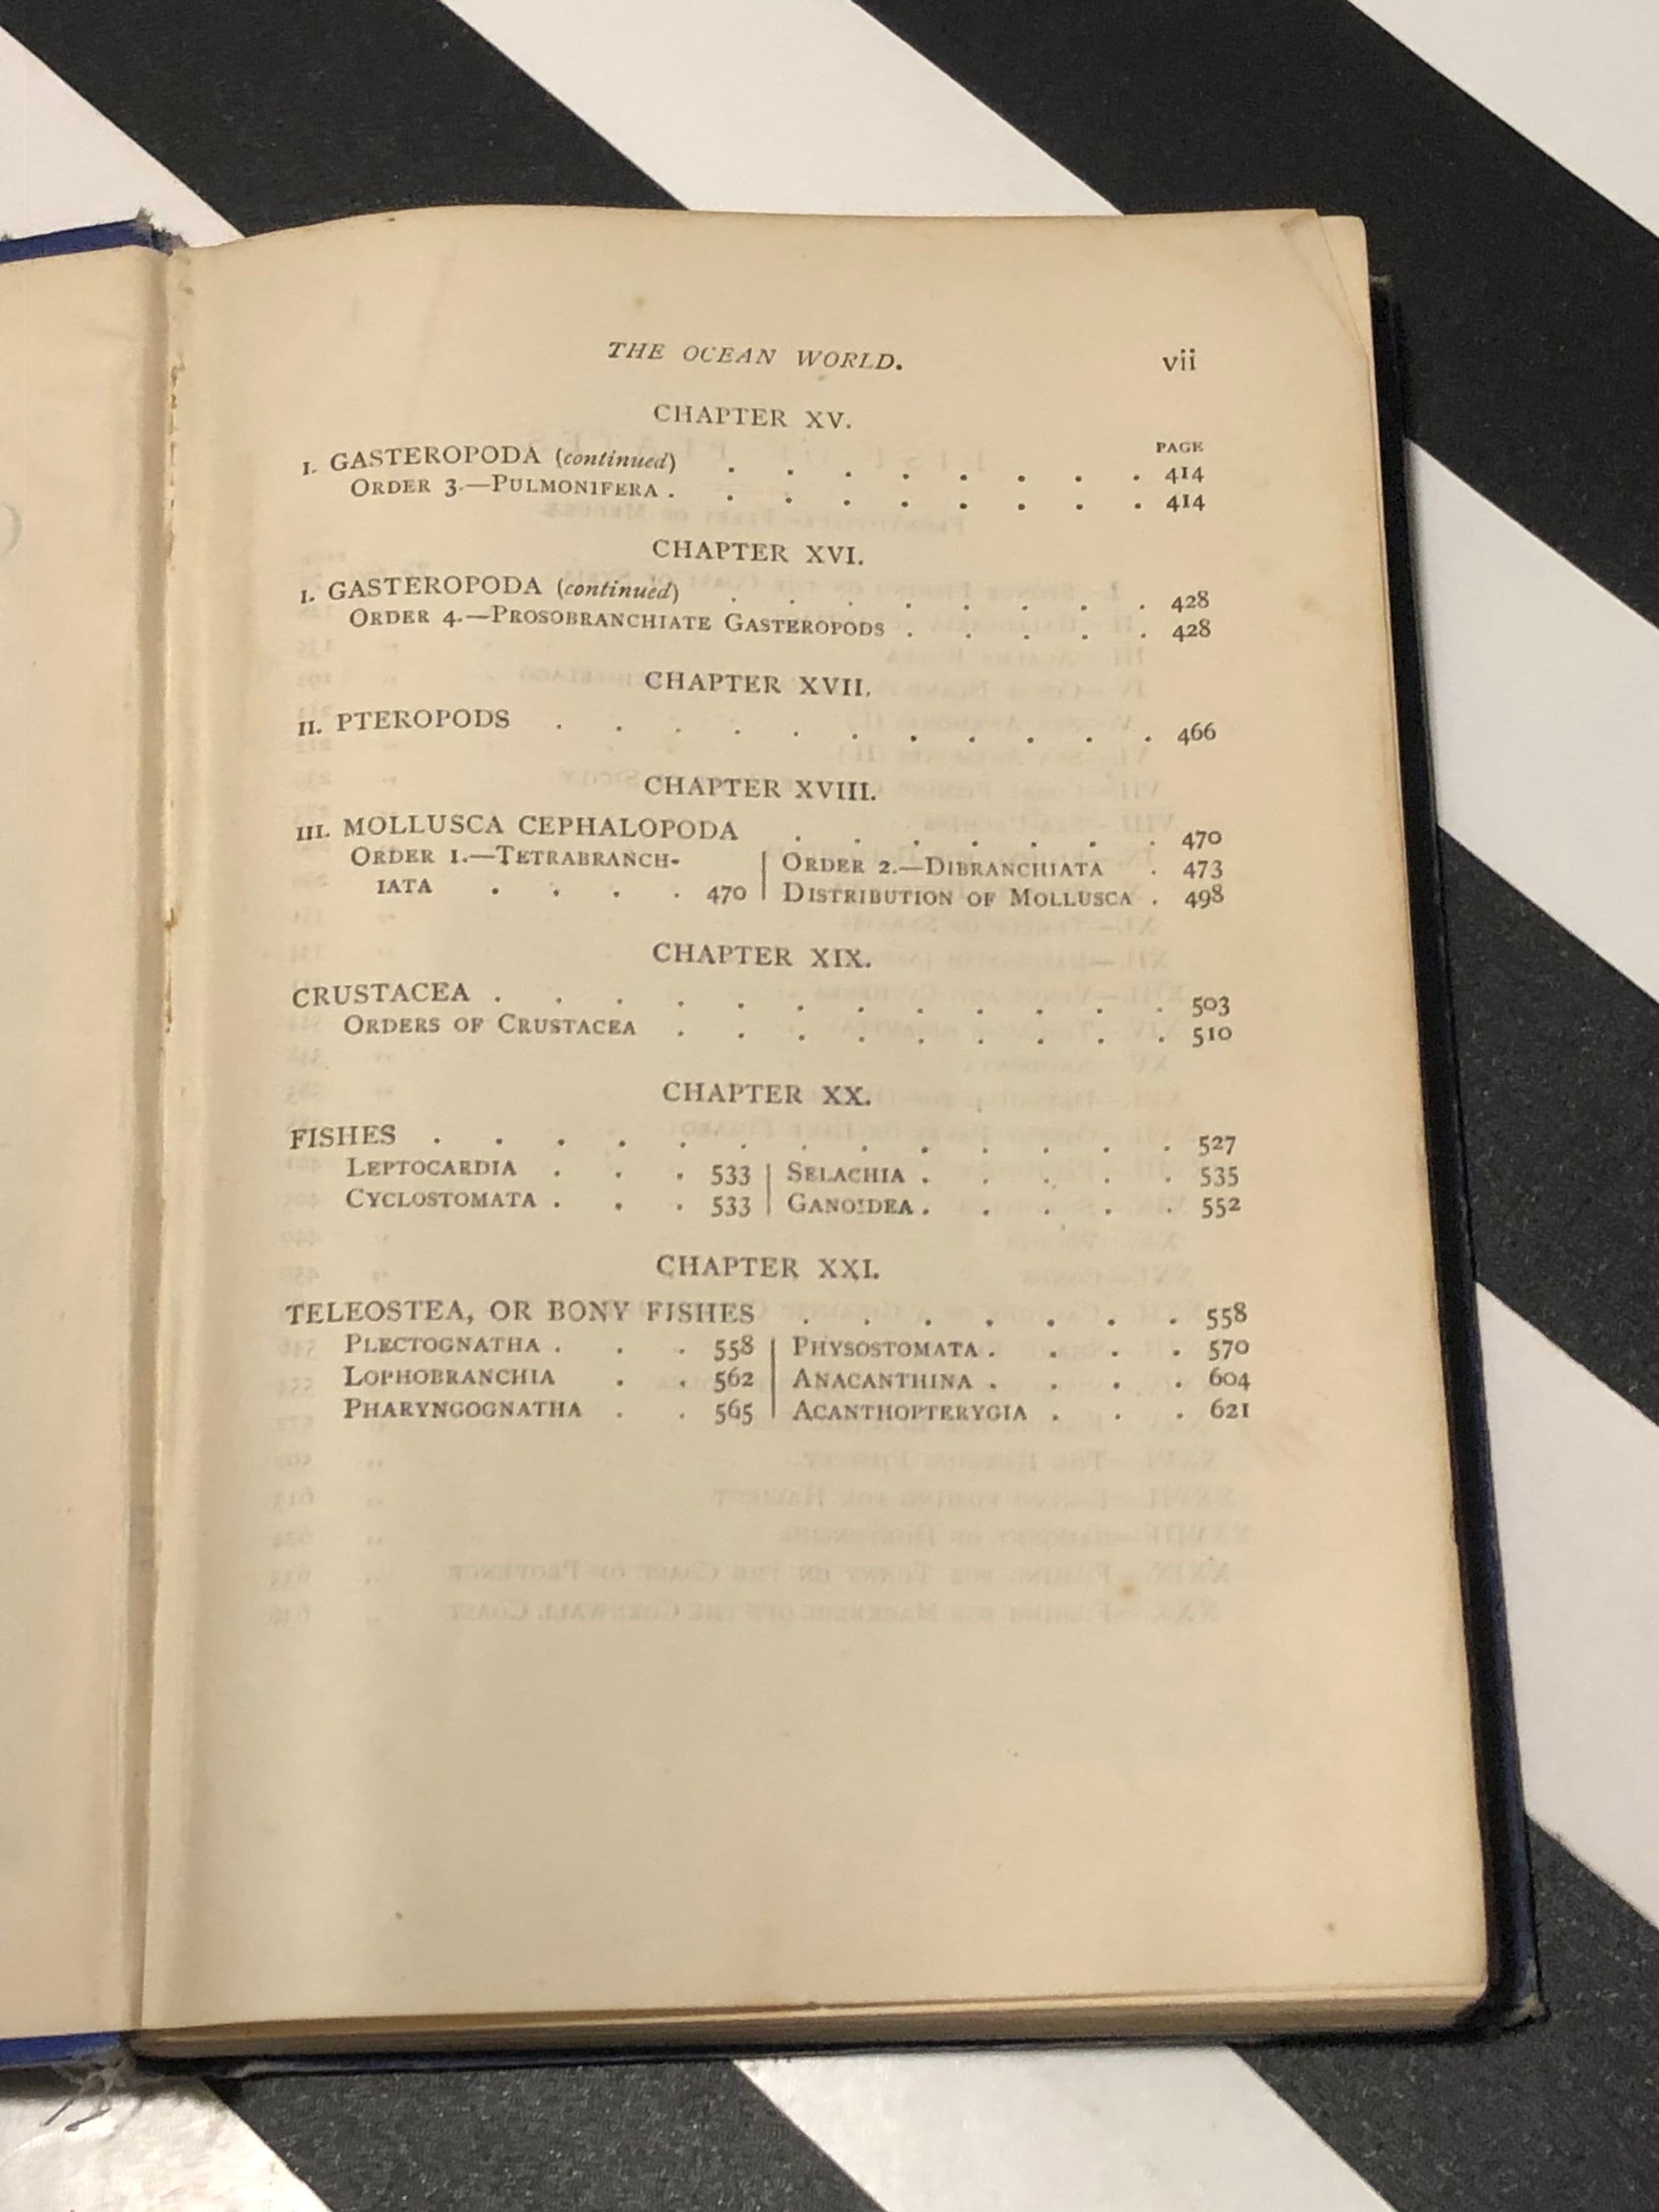 THE OCEAN WORLD. vii
CHAPTER XV.
PAGE
I. GASTEROPODA (continued) . . . . . . . . 414
ORDER 3.—PULMONIFERA . . . . . . . . . 414
CHAPTER XVI.
I. GASTEROPODA (continued) . . . . . . . . 428
ORDER 4.—PROSOBRANCHIATE GASTEROPODS . . . . . 428
CHAPTER XVII.
II. PTEROPODS . . . . . . . . . . . 466
CHAPTER XVIII.
III. MOLLUSCA CEPHALOPODA . . . . . . . 470
ORDER 1.—TETRABRANCH-
IATA . . . . 470
ORDER 2.—DIBRANCHIATA . 473
DISTRIBUTION OF MOLLUSCA . 498
CHAPTER XIX.
CRUSTACEA . . . . . . . . . . . . 503
ORDERS OF CRUSTACEA . . . . . . . . . 510
CHAPTER XX.
FISHES . . . . . . . . . . . . . 527
LEPTOCARDIA . . . 533 | SELACHIA . . . . . 535
CYCLOSTOMATA . . . 533 | GANOIDEA . . . . . 552
CHAPTER XXI.
TELEOSTEA, OR BONY FISHES . . . . . . . 558
PLECTOGNATHA . . . 558 | PHYSOSTOMATA . . . . 570
LOPHOBRANCHIA . . 562 | ANACANTHINA . . . . 604
PHARYNGOGNATHA . . 565 | ACANTHOPTERYGIA . . . 621